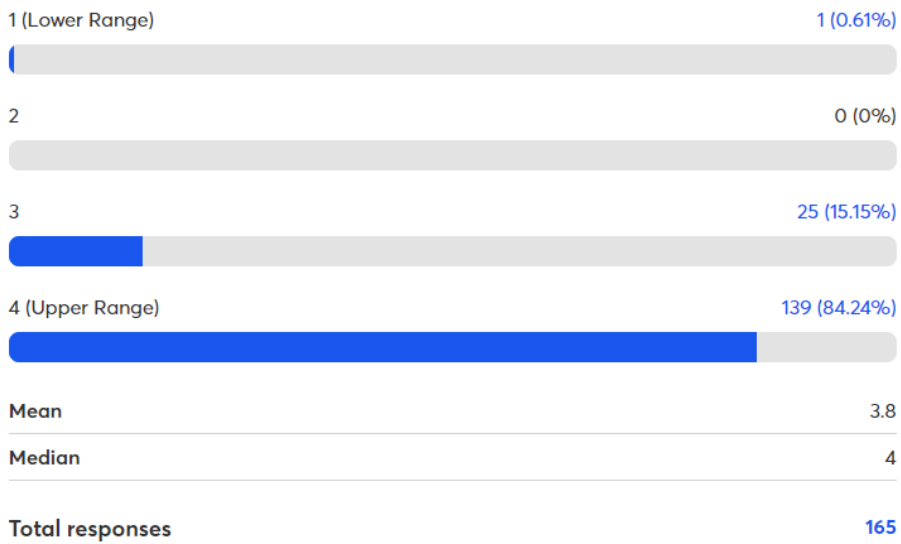 1 (Lower Range) 1 (0.61%)
2 0 (0%)
3 25 (15.15%)
4 (Upper Range) 139 (84.24%)
Mean 3.8
Median 4
Total responses 165